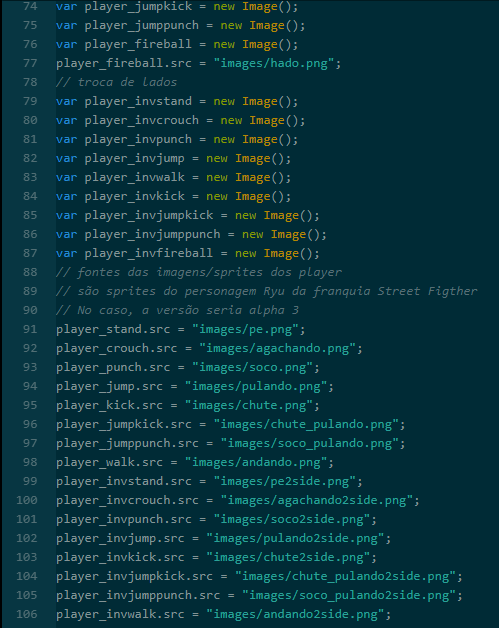 74 var player_jumpkick = new Image();
75 var player_jumppunch = new Image();
76 var player_fireball = new Image();
77 player_fireball.src = "images/hado.png";
78 // troca de lados
79 var player_invstand = new Image();
80 var player_invcrouch = new Image();
81 var player_invpunch = new Image();
82 var player_invjump = new Image();
83 var player_invwalk = new Image();
84 var player_invkick = new Image();
85 var player_invjumpkick = new Image();
86 var player_invjumppunch = new Image();
87 var player_invfireball = new Image();
88 // fontes das imagens/sprites dos player
89 // são sprites do personagem Ryu da franquia Street Figther
90 // No caso, a versão seria alpha 3
91 player_stand.src = "images/pe.png";
92 player_crouch.src = "images/agachando.png";
93 player_punch.src = "images/soco.png";
94 player_jump.src = "images/pulando.png";
95 player_kick.src = "images/chute.png";
96 player_jumpkick.src = "images/chute_pulando.png";
97 player_jumppunch.src = "images/soco_pulando.png";
98 player_walk.src = "images/andando.png";
99 player_invstand.src = "images/pe2side.png";
100 player_invcrouch.src = "images/agachando2side.png";
101 player_invpunch.src = "images/soco2side.png";
102 player_invjump.src = "images/pulando2side.png";
103 player_invkick.src = "images/chute2side.png";
104 player_invjumpkick.src = "images/chute_pulando2side.png";
105 player_invjumppunch.src = "images/soco_pulando2side.png";
106 player_invwalk.src = "images/andando2side.png";